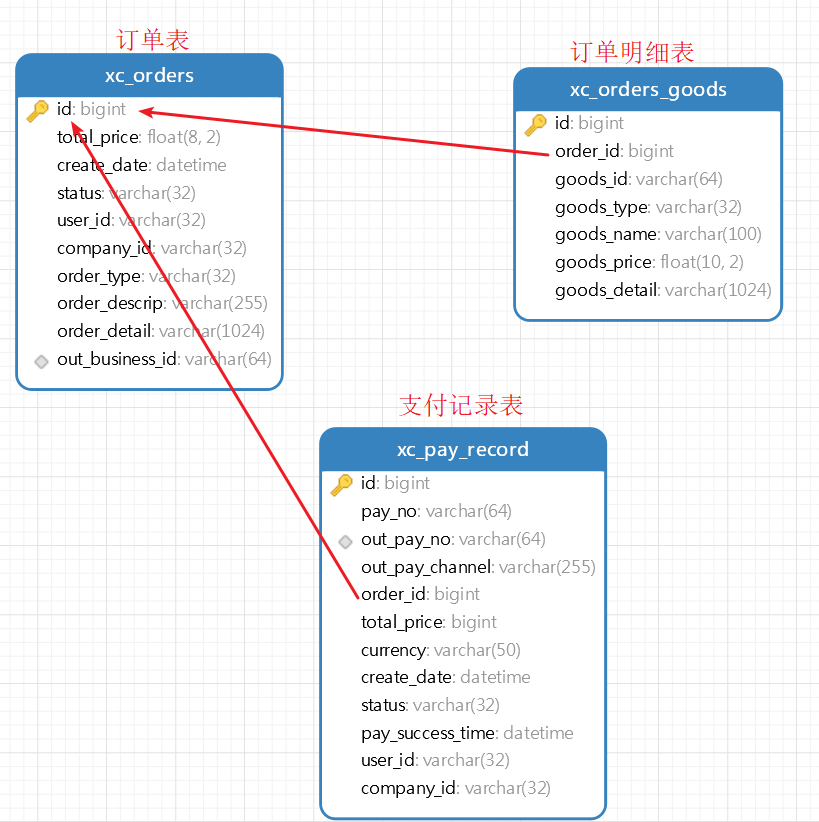 订单表
xc_orders
id: bigint
total_price: float(8, 2)
create_date: datetime
status: varchar(32)
user_id: varchar(32)
company_id: varchar(32)
order_type: varchar(32)
order_descrip: varchar(255)
order_detail: varchar(1024)
out_business_id: varchar(64)
订单明细表
xc_orders_goods
id: bigint
order_id: bigint
goods_id: varchar(64)
goods_type: varchar(32)
goods_name: varchar(100)
goods_price: float(10, 2)
goods_detail: varchar(1024)
支付记录表
xc_pay_record
id: bigint
pay_no: varchar(64)
out_pay_no: varchar(64)
out_pay_channel: varchar(255)
order_id: bigint
total_price: bigint
currency: varchar(50)
create_date: datetime
status: varchar(32)
pay_success_time: datetime
user_id: varchar(32)
company_id: varchar(32)